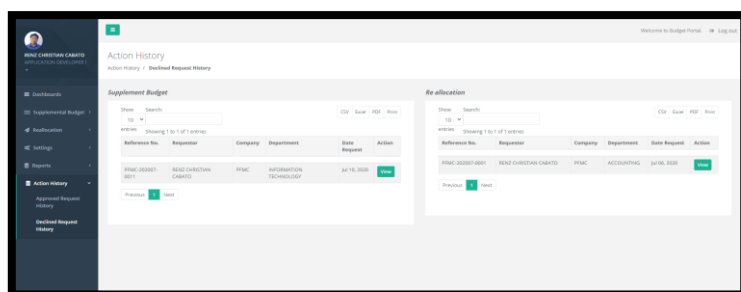 RENZ CHRISTIAN CABATO
APPLICATION DEVELOPER I
Dashboards
Supplemental Budget
Reallocation
Settings
Reports
Action History
Approved Request
History
Declined Request
History
Welcome to Budget Portal.
Log out
Action History
Action History / Declined Request History
Supplement Budget
Show
10
entries
Search:
CSV Excel PDF Print
Showing 1 to 1 of 1 entries
Reference No. Requestor Company Department Date Request Action
PFMC-202007-0011 RENZ CHRISTIAN CABATO PFMC INFORMATION TECHNOLOGY Jul 10, 2020 View
Previous 1 Next
Re allocation
Show
10
entries
Search:
CSV Excel PDF Print
Showing 1 to 1 of 1 entries
Reference No. Requestor Company Department Date Request Action
PFMC-202007-0001 RENZ CHRISTIAN CABATO PFMC ACCOUNTING Jul 06, 2020 View
Previous 1 Next